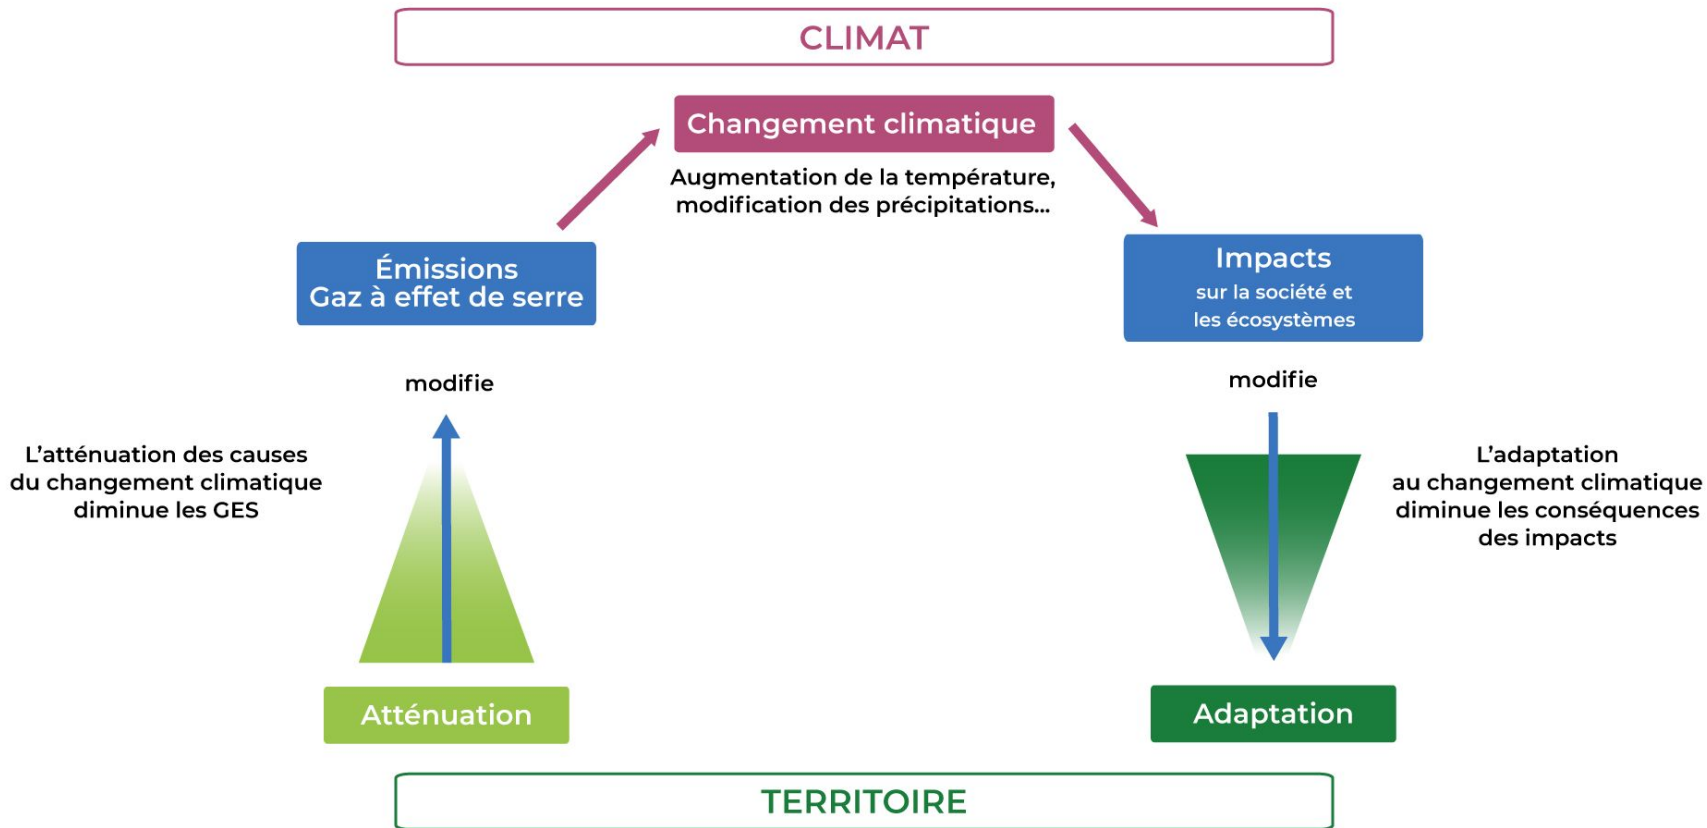 CLIMAT
Changement climatique
Augmentation de la température,
modification des précipitations...
Émissions
Gaz à effet de serre
Impacts
sur la société et
les écosystèmes
modifie
modifie
L'atténuation des causes
du changement climatique
diminue les GES
L'adaptation
au changement climatique
diminue les conséquences
des impacts
Atténuation
Adaptation
TERRITOIRE